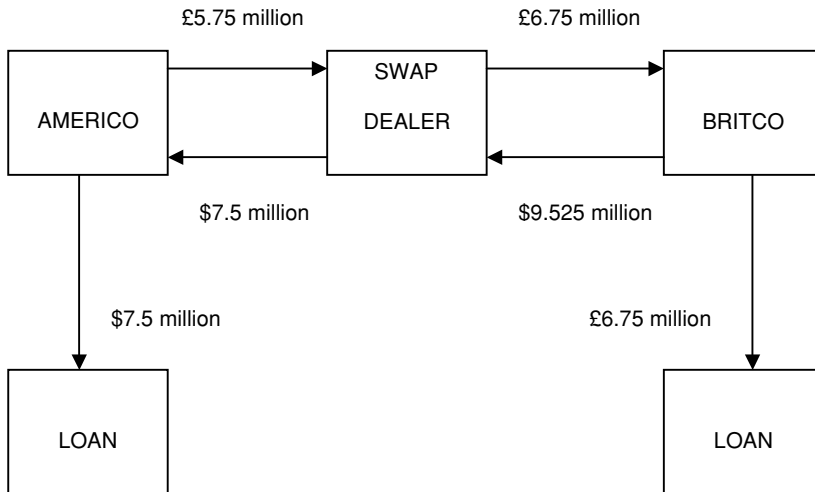 £5.75 million
£6.75 million
AMERICO
SWAP
DEALER
BRITCO
$7.5 million
$9.525 million
$7.5 million
£6.75 million
LOAN
LOAN